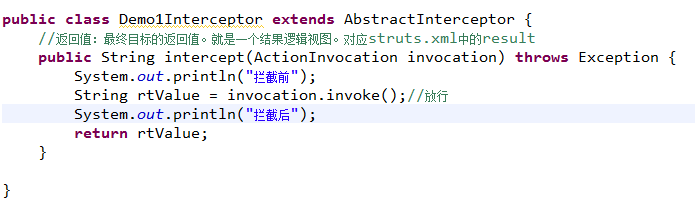 public class Demo1Interceptor extends AbstractInterceptor {
    //返回值：最终目标的返回值。就是一个结果逻辑视图。对应struts.xml中的result
    public String intercept(ActionInvocation invocation) throws Exception {
        System.out.println("拦截前");
        String rtValue = invocation.invoke();//放行
        System.out.println("拦截后");
        return rtValue;
    }
}